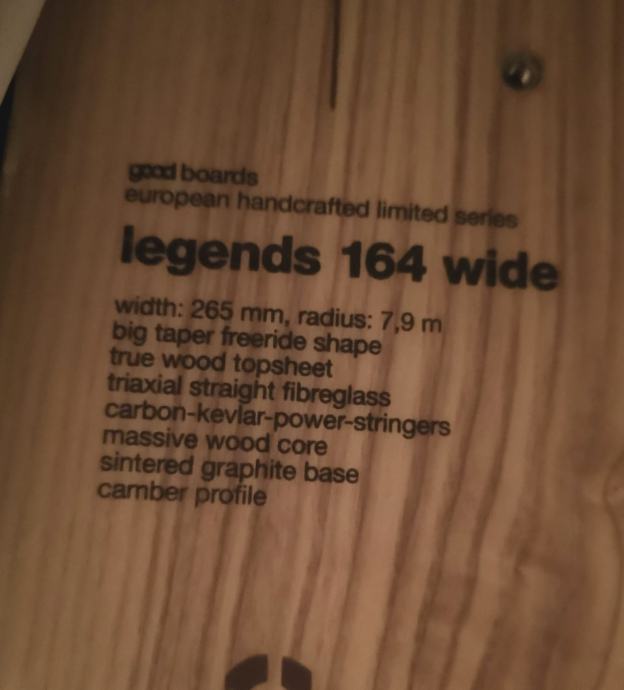 good boards
european handcrafted limited series
legends 164 wide
width: 265 mm, radius: 7,9 m
big taper freeride shape
true wood topsheet
triaxial straight fibreglass
carbon-kevlar-power-stringers
massive wood core
sintered graphite base
camber profile